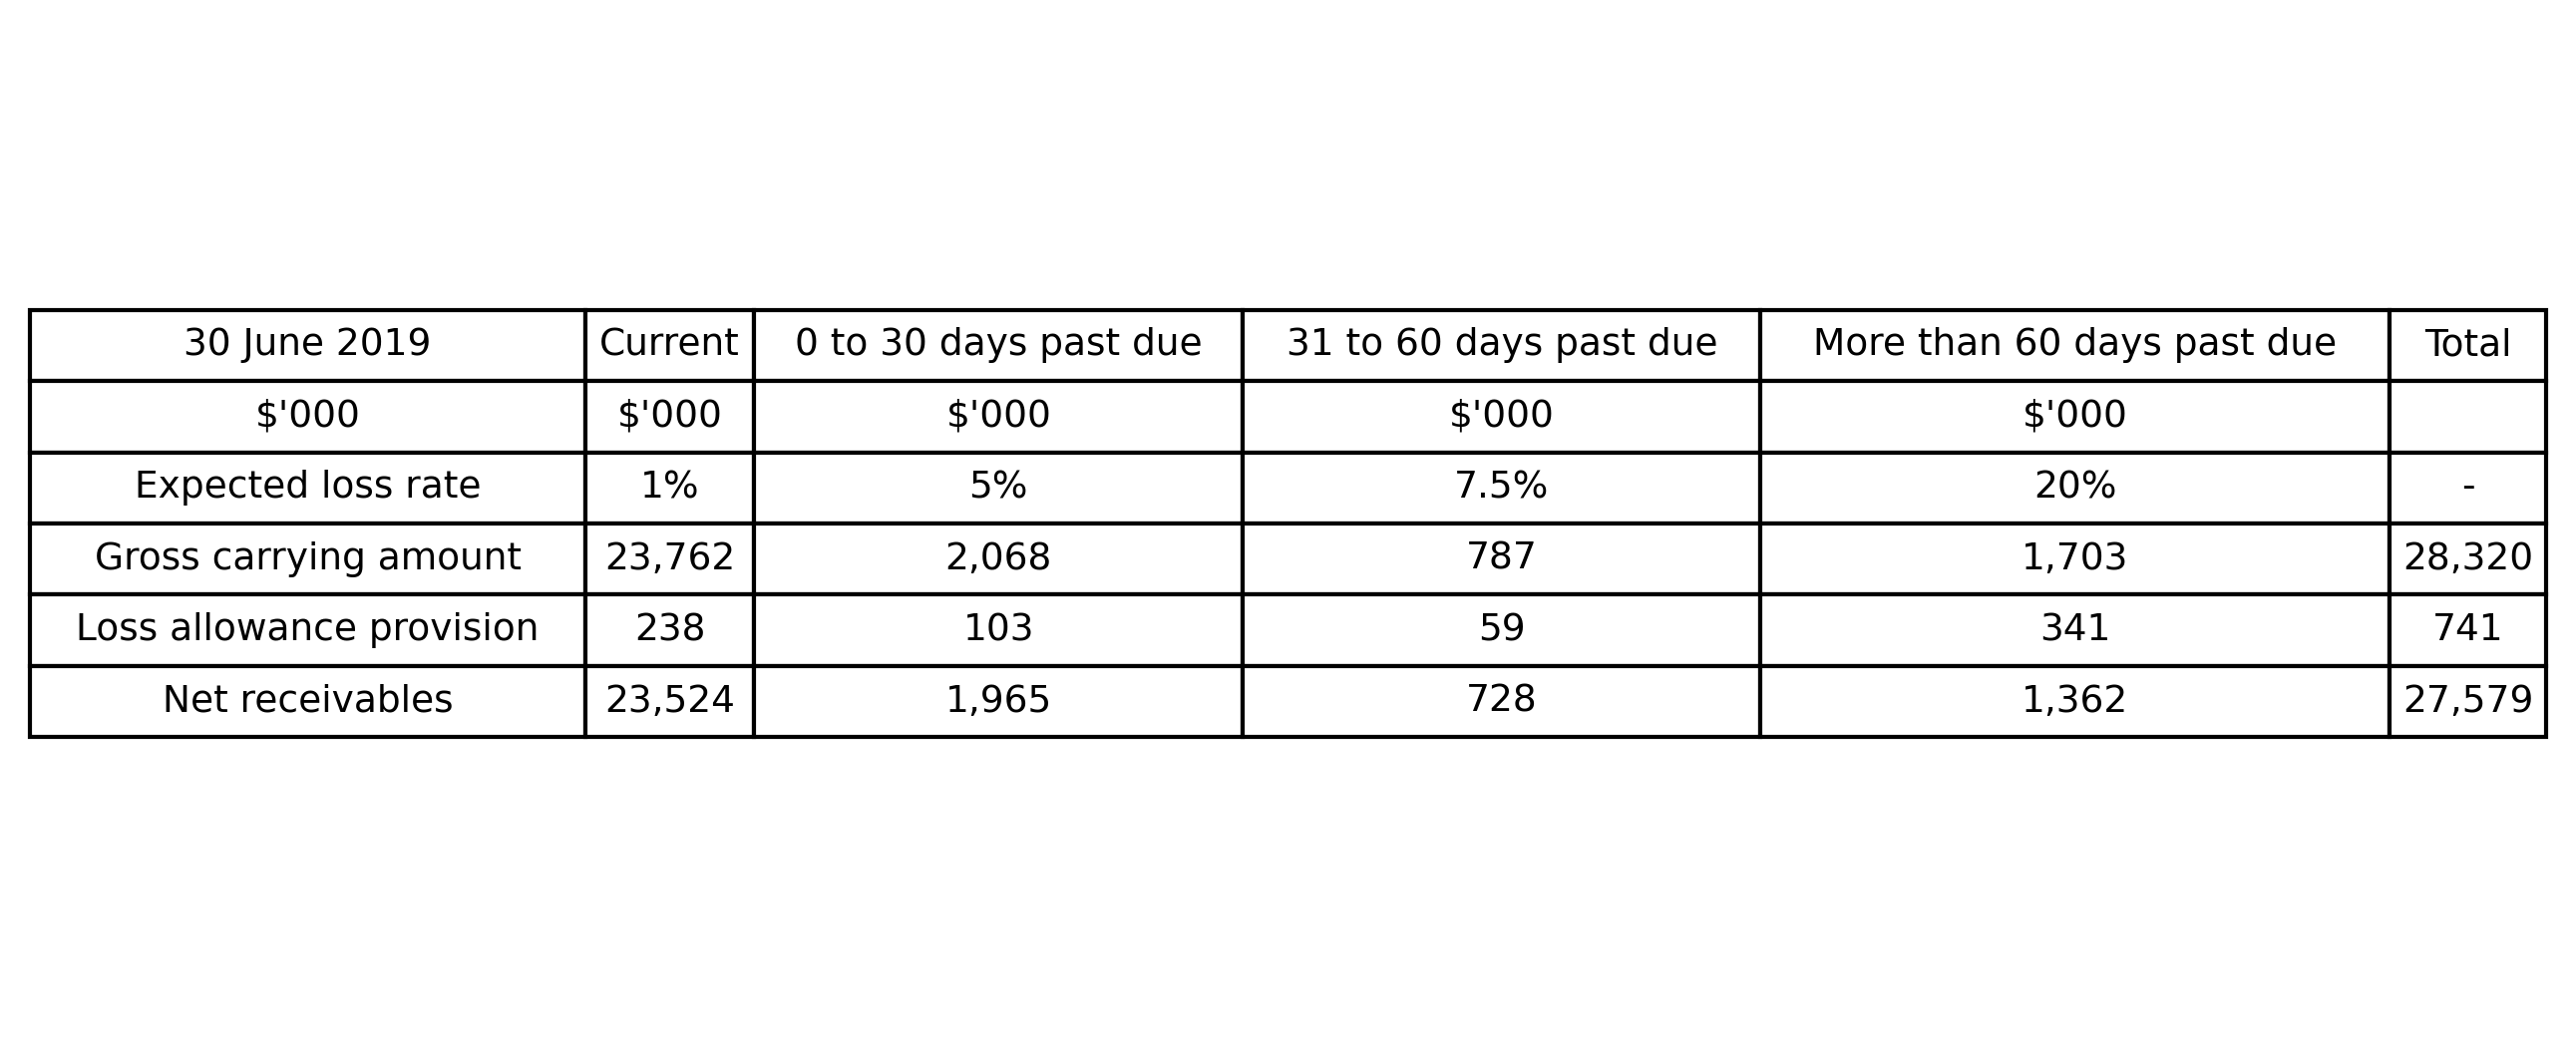 30 June 2019 Current 0 to 30 days past due 31 to 60 days past due More than 60 days past due Total
$'000 $'000 $'000 $'000 $'000
Expected loss rate 1% 5% 7.5% 20% -
Gross carrying amount 23,762 2,068 787 1,703 28,320
Loss allowance provision 238 103 59 341 741
Net receivables 23,524 1,965 728 1,362 27,579